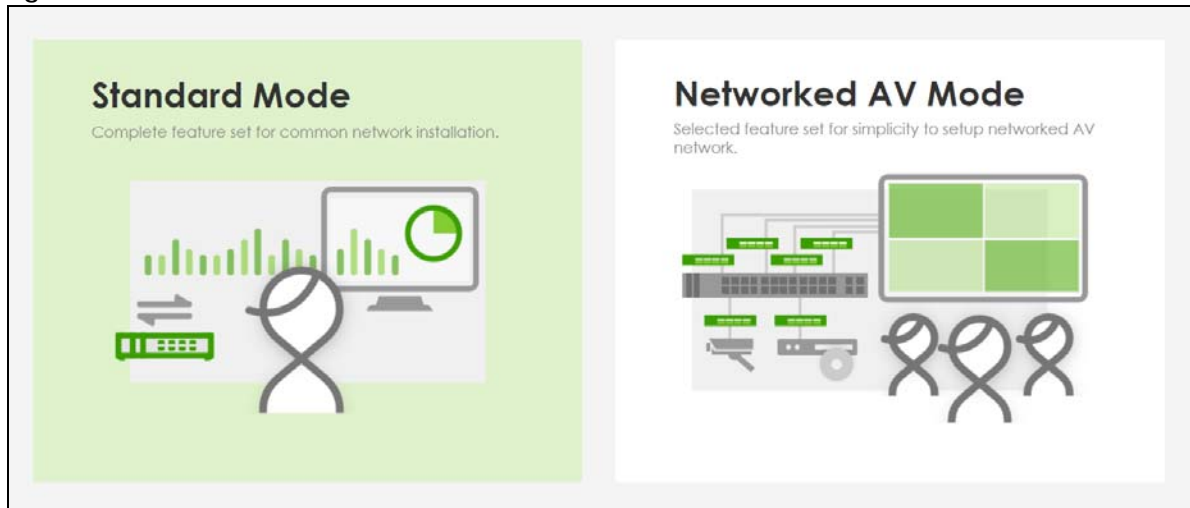 Standard Mode
Complete feature set for common network installation.
Networked AV Mode
Selected feature set for simplicity to setup networked AV
network.